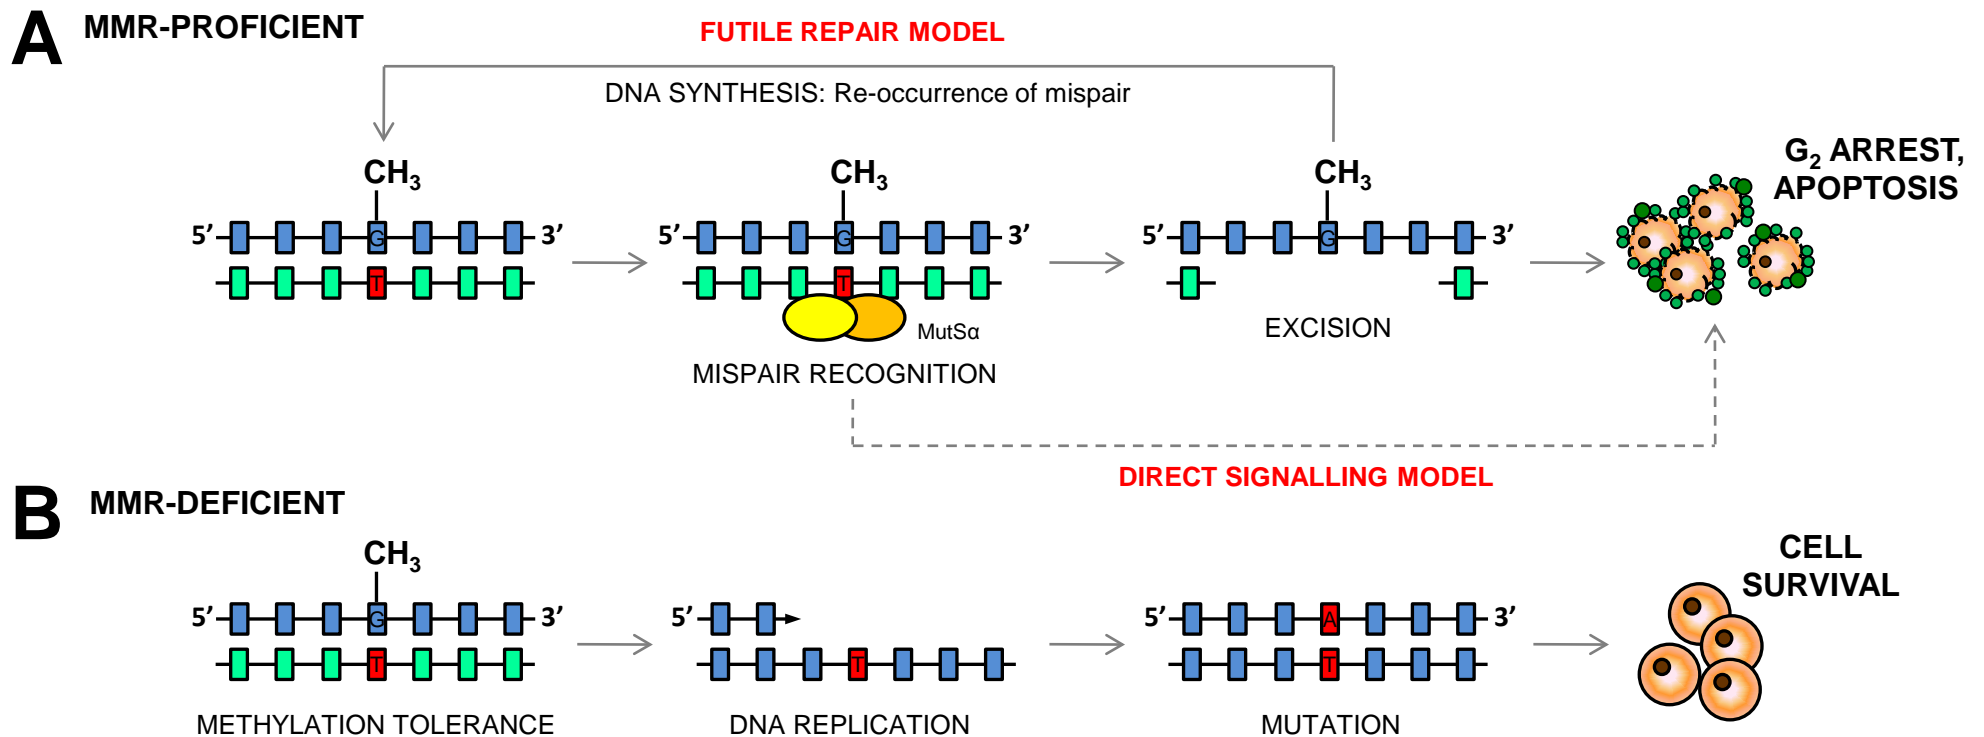 A MMR-PROFICIENT
FUTILE REPAIR MODEL
DNA SYNTHESIS: Re-occurrence of mispair
CH₃ CH₃ CH₃
G₂ ARREST,
APOPTOSIS
5’ G 3’ 5’ G 3’ 5’ G 3’
T T
MutSα
EXCISION
MISPAIR RECOGNITION
DIRECT SIGNALLING MODEL
B MMR-DEFICIENT
CH₃
CELL
SURVIVAL
5’ G 3’ 5’ 5’ A 3’
T T T
METHYLATION TOLERANCE DNA REPLICATION MUTATION